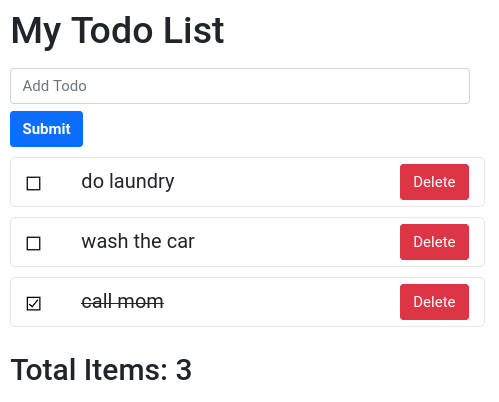 My Todo List
Add Todo
Submit
do laundry Delete
wash the car Delete
call mom Delete
Total Items: 3